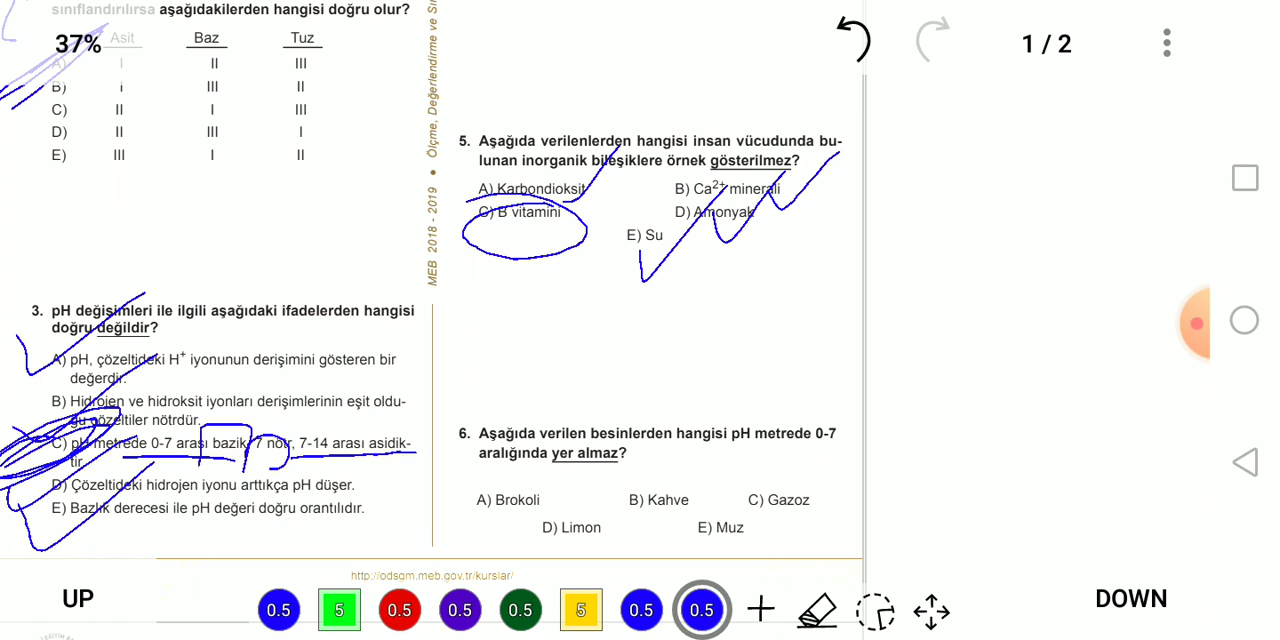 sınıflandırılırsa aşağıdakilerden hangisi doğru olur?
37% Asit Baz Tuz
A) I II III
B) I III II
C) II I III
D) II III I
E) III I II
3. pH değişimleri ile ilgili aşağıdaki ifadelerden hangisi
doğru değildir?
A) pH, çözeltideki H+ iyonunun derişimini gösteren bir
değerdir.
B) Hidrojen ve hidroksit iyonları derişimlerinin eşit oldu-
ğu çözeltiler nötrdür.
C) pH metrede 0-7 arası bazik, 7 nötr, 7-14 arası asidik-
tir.
D) Çözeltideki hidrojen iyonu arttıkça pH düşer.
E) Bazlık derecesi ile pH değeri doğru orantılıdır.
MEB 2018 - 2019 ● Ölçme, Değerlendirme ve
5. Aşağıda verilenlerden hangisi insan vücudunda bu-
lunan inorganik bileşiklere örnek gösterilmez?
A) Karbondioksit B) Ca2+ minerali
C) B vitamini D) Amonyak
E) Su
6. Aşağıda verilen besinlerden hangisi pH metrede 0-7
aralığında yer almaz?
A) Brokoli B) Kahve C) Gazoz
D) Limon E) Muz
http://odsgm.meb.gov.tr/kurslar/
1 / 2
UP
0.5 5 0.5 0.5 0.5 5 0.5 0.5
DOWN